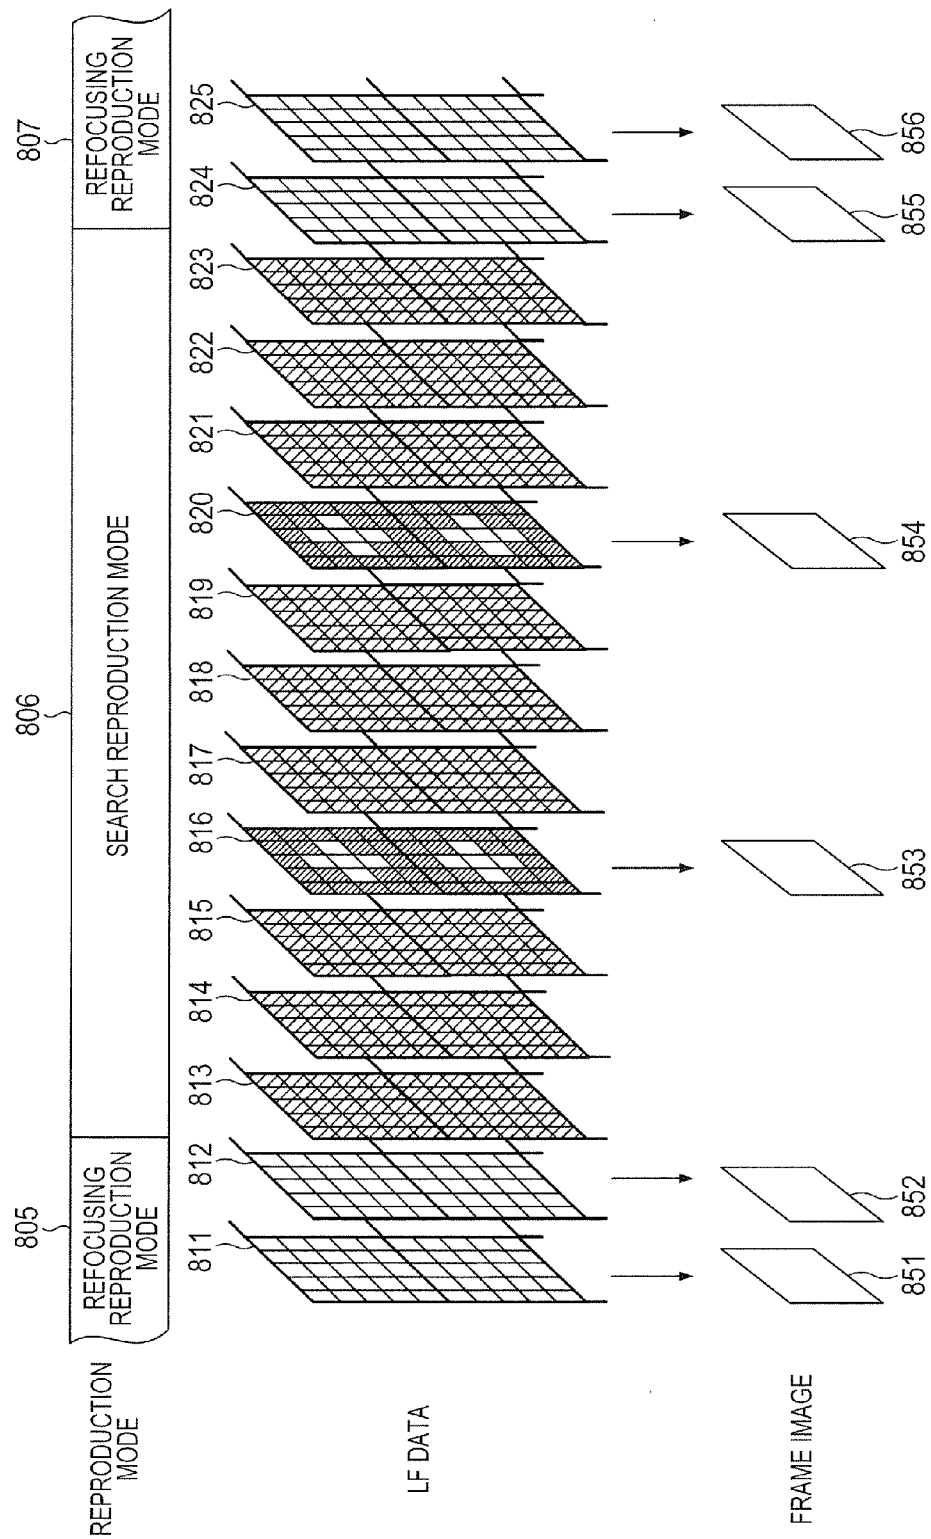 REPRODUCTION
MODE
805
REFOCUSING
REPRODUCTION
MODE
806
SEARCH REPRODUCTION MODE
807
REFOCUSING
REPRODUCTION
MODE
LF DATA
811
812
813
814
815
816
817
818
819
820
821
822
823
824
825
FRAME IMAGE
851
852
853
854
855
856